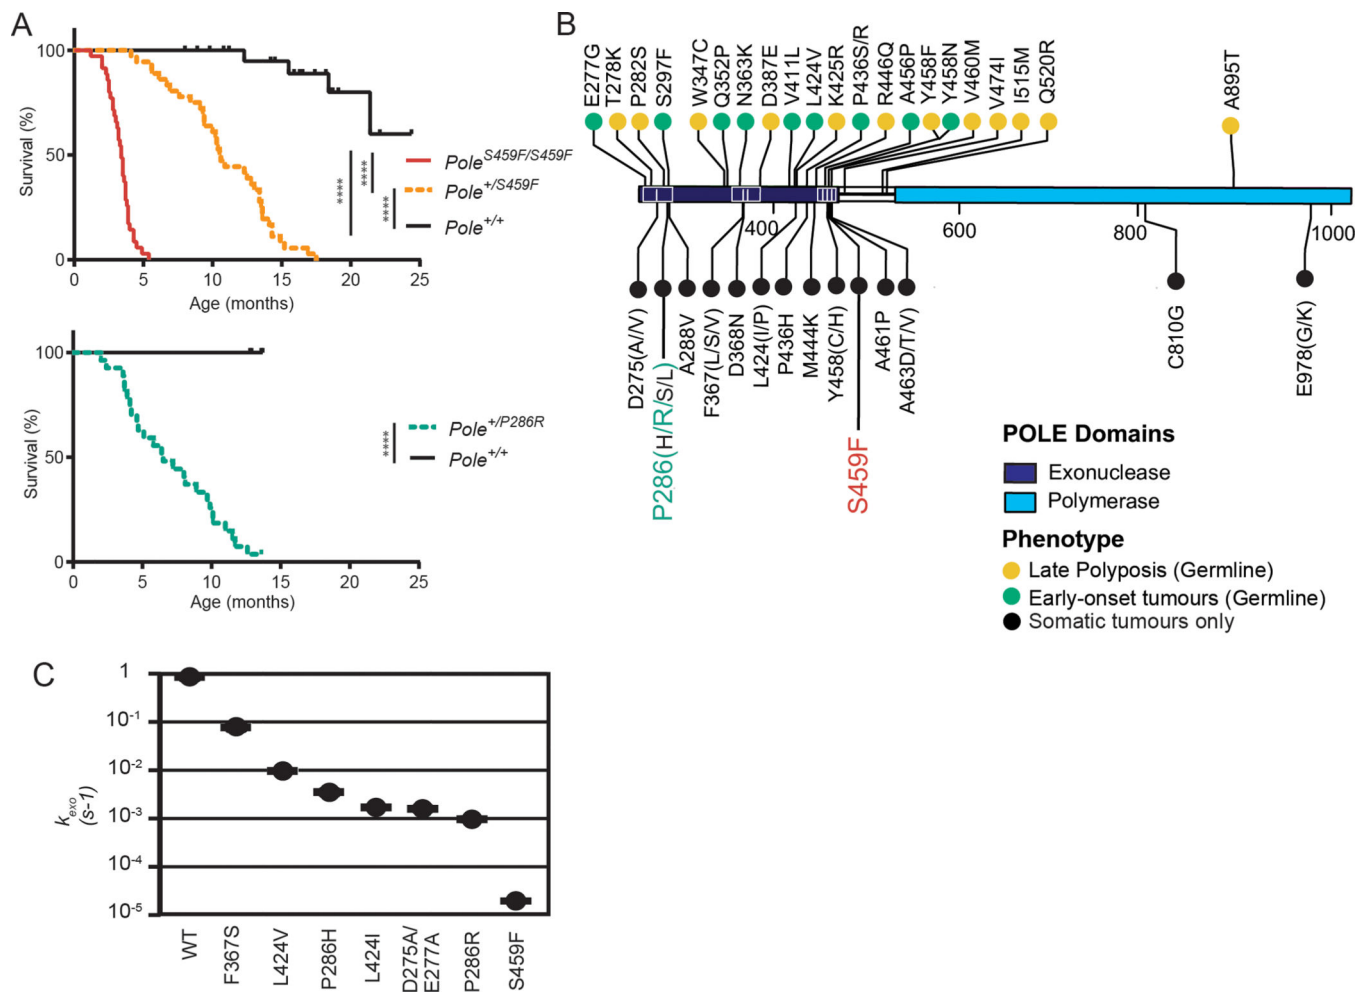 A
Survival (%)
100
50
0
0 5 10 15 20 25
Age (months)
****
****
****
Pole^S459F/S459F
Pole^+/S459F
Pole^+/+
Survival (%)
100
50
0
0 5 10 15 20 25
Age (months)
****
Pole^+/P286R
Pole^+/+
B
E277G
T278K
P282S
S297F
W347C
Q352P
N363K
D387E
V411L
L424V
K425R
P436S/R
R446Q
A456P
Y458F
Y458N
V460M
V474I
I515M
Q520R
A895T
400 600 800 1000
D275(A/V)
P286(H/R/S/L)
A288V
F367(L/S/V)
D368N
L424(I/P)
P436H
M444K
Y458(C/H)
S459F
A461P
A463D/T/V)
C810G
E978(G/K)
POLE Domains
Exonuclease
Polymerase
Phenotype
Late Polyposis (Germline)
Early-onset tumours (Germline)
Somatic tumours only
C
k_exo
(s-1)
1
10^-1
10^-2
10^-3
10^-4
10^-5
WT
F367S
L424V
P286H
L424I
D275A/
E277A
P286R
S459F